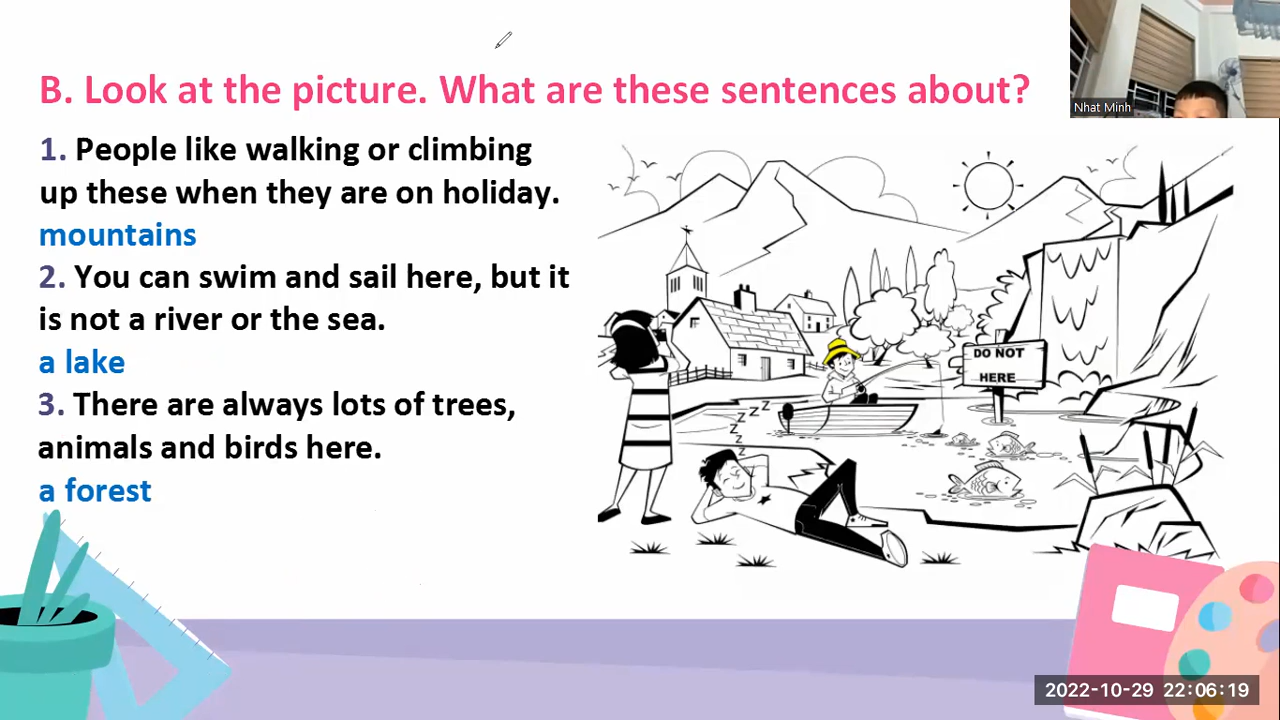 B. Look at the picture. What are these sentences about?
Nhat Minh
1. People like walking or climbing
up these when they are on holiday.
mountains
2. You can swim and sail here, but it
is not a river or the sea.
a lake
3. There are always lots of trees,
animals and birds here.
a forest
DO NOT
HERE
z z z
z
z
z
2022-10-29 22:06:19